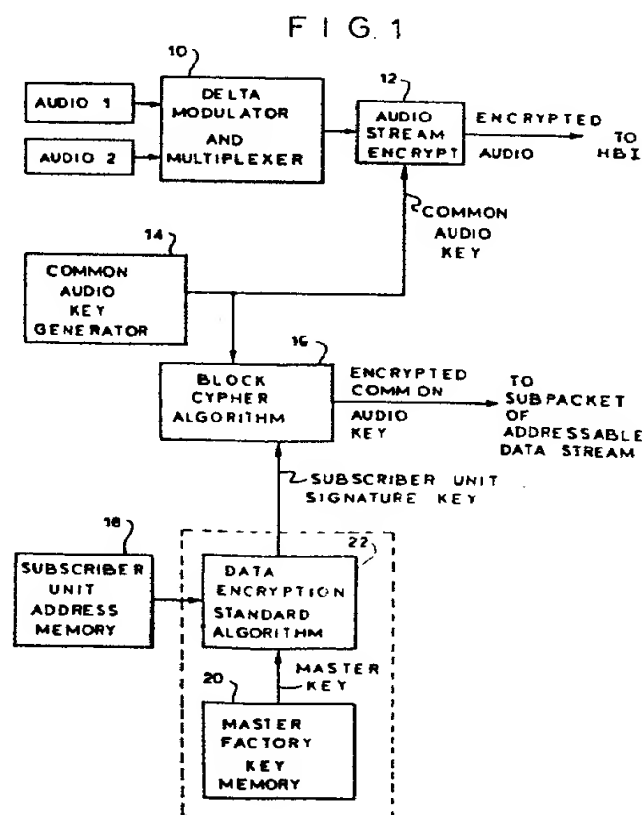 FIG. 1
10
12
AUDIO 1
AUDIO 2
DELTA
MODULATOR
AND
MULTIPLEXER
AUDIO
STREAM
ENCRYPT
ENCRYPTED
AUDIO
TO
HBI
COMMON
AUDIO
KEY
14
COMMON
AUDIO
KEY
GENERATOR
16
BLOCK
CYPHER
ALGORITHM
ENCRYPTED
COMMON
AUDIO
KEY
TO
SUBPACKET
OF
ADDRESSABLE
DATA STREAM
SUBSCRIBER UNIT
SIGNATURE KEY
18
SUBSCRIBER
UNIT
ADDRESS
MEMORY
22
DATA
ENCRYPTION
STANDARD
ALGORITHM
MASTER
KEY
20
MASTER
FACTORY
KEY
MEMORY